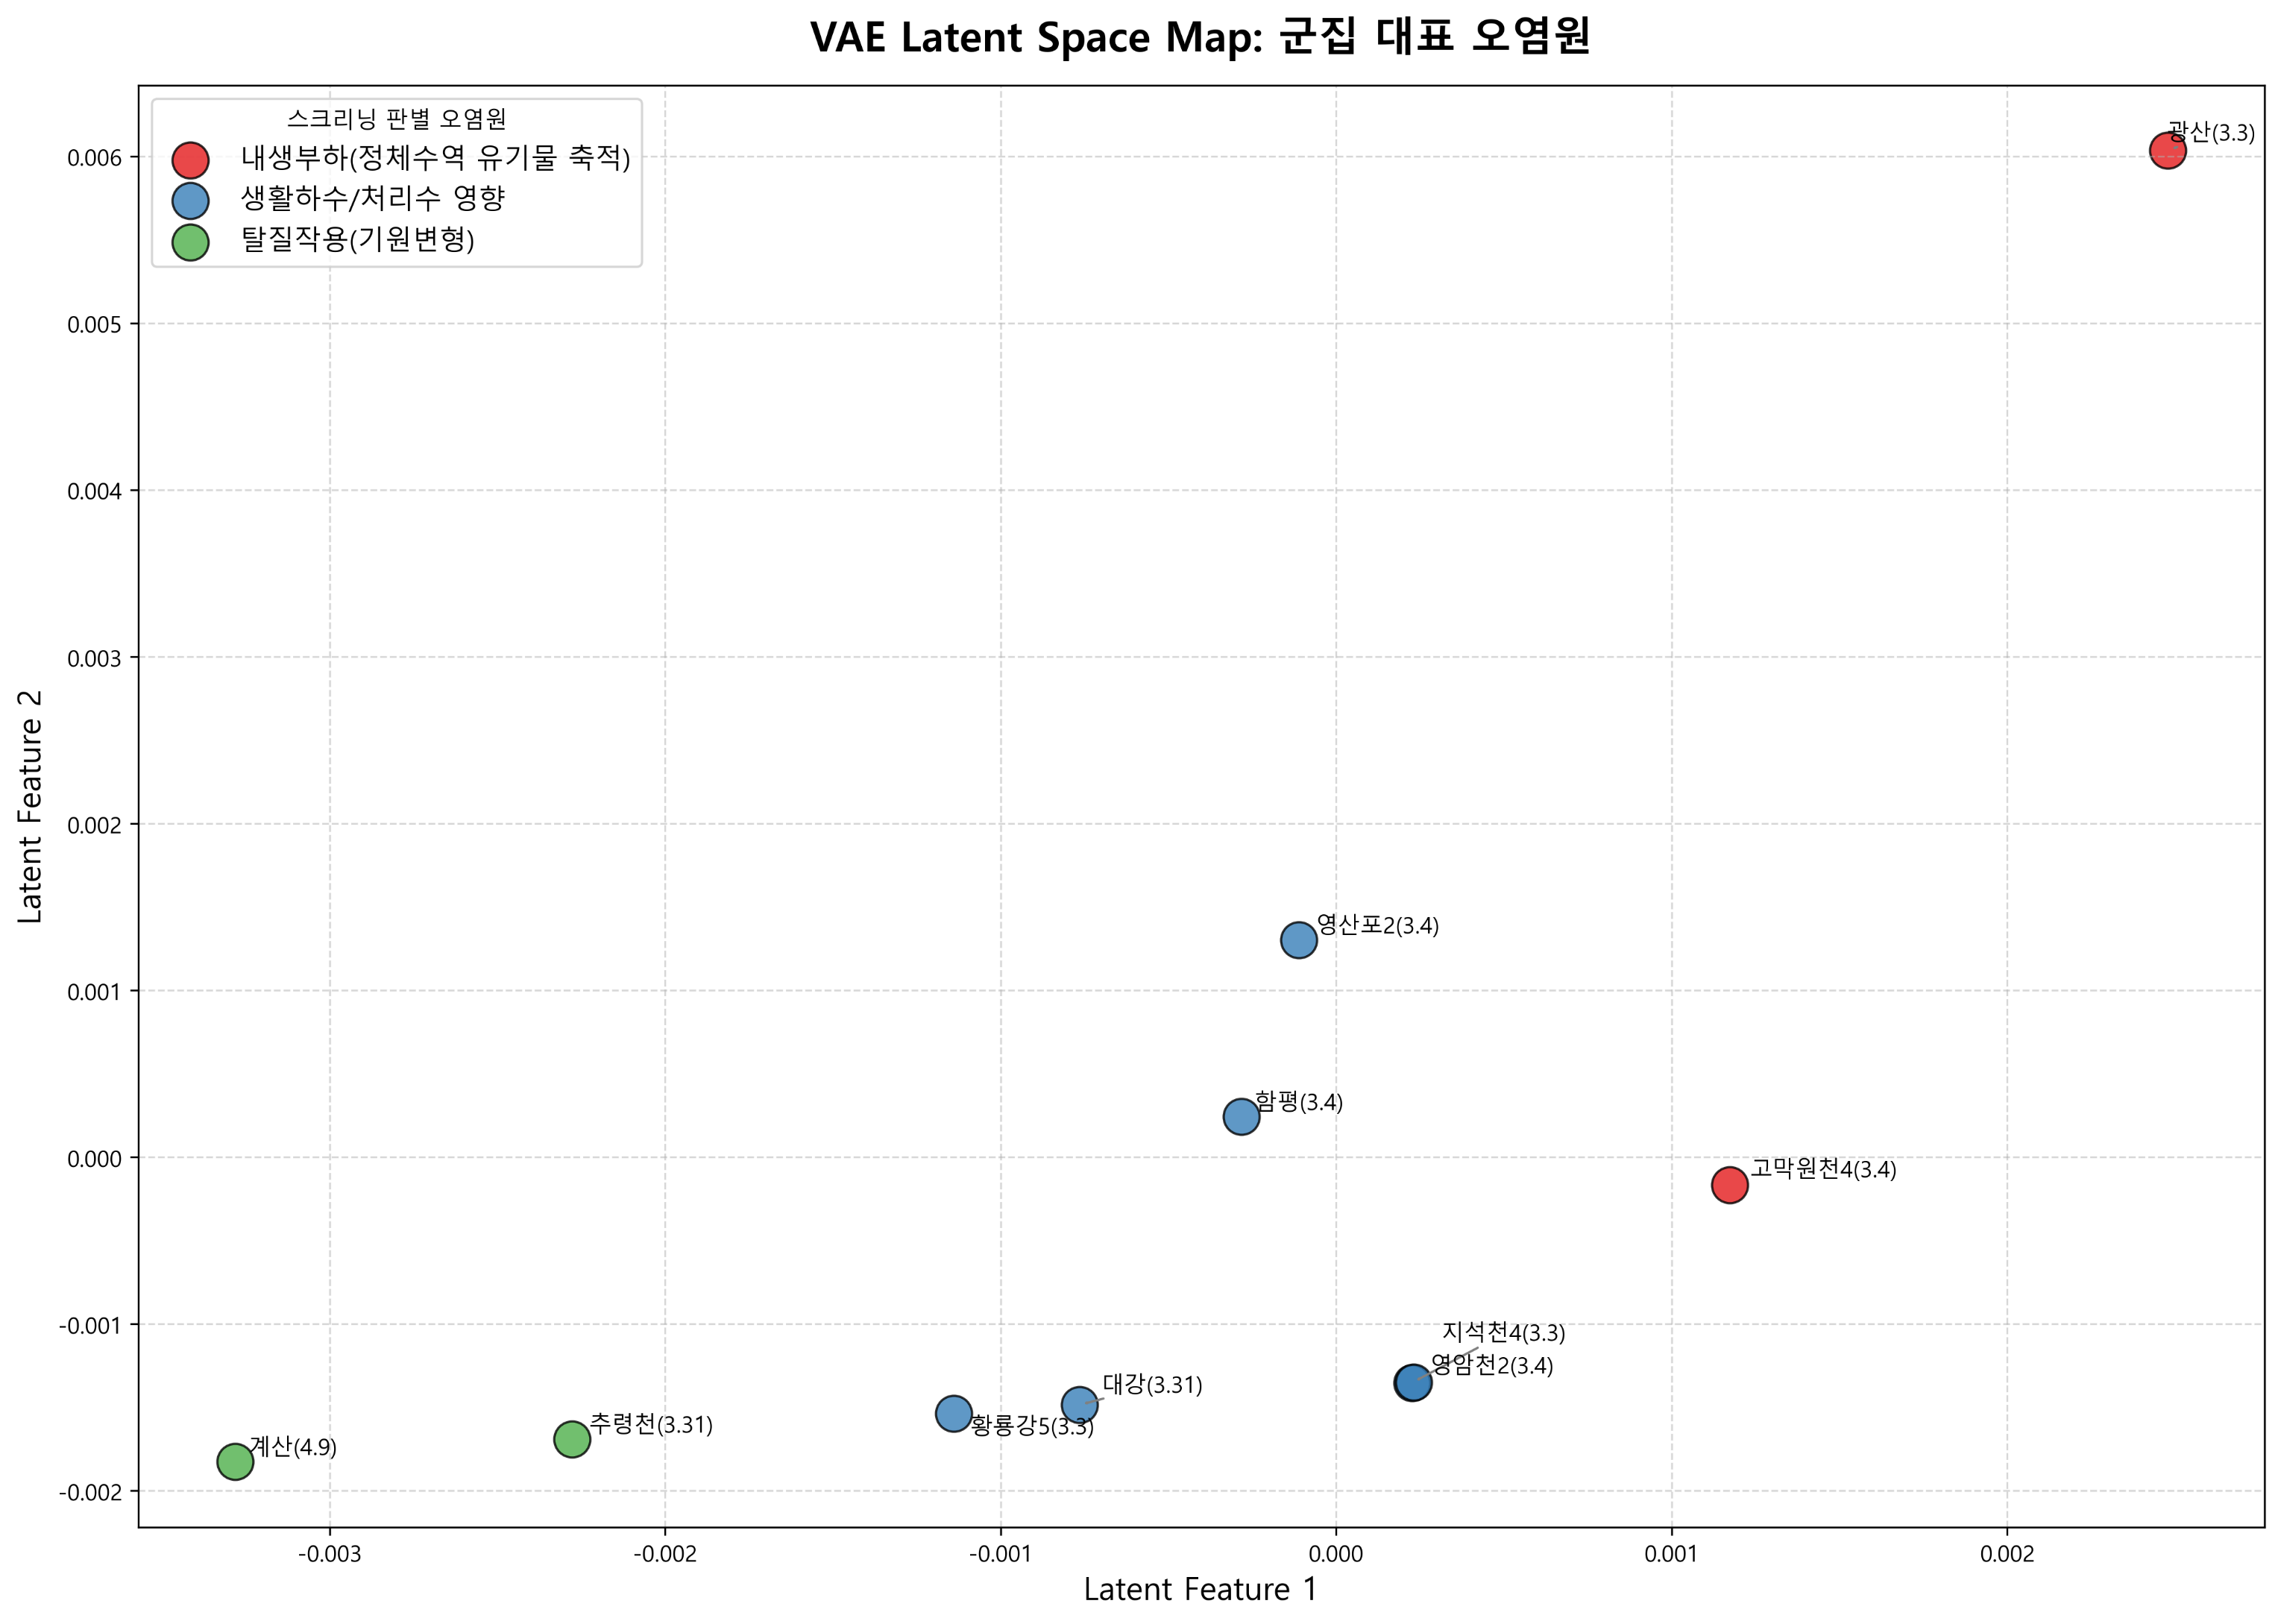 VAE Latent Space Map: 군집 대표 오염원
스크리닝 판별 오염원
내생부하(정체수역 유기물 축적)
생활하수/처리수 영향
탈질작용(기원변형)
광산(3.3)
영산포2(3.4)
함평(3.4)
고막원천4(3.4)
지석천4(3.3)
영암천2(3.4)
대강(3.31)
황룡강5(3.3)
추령천(3.31)
계산(4.9)
0.006
0.005
0.004
0.003
0.002
0.001
0.000
-0.001
-0.002
Latent Feature 2
-0.003
-0.002
-0.001
0.000
0.001
0.002
Latent Feature 1